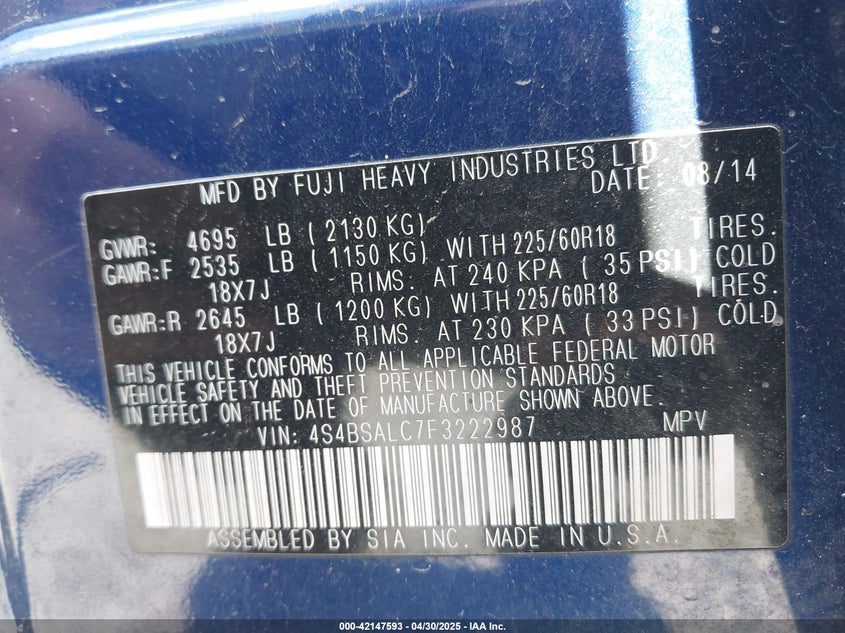 MFD BY FUJI HEAVY INDUSTRIES LTD.
DATE: 08/14
GVWR: 4695 LB ( 2130 KG)
GAWR:F 2535 LB ( 1150 KG) WITH 225/60R18 TIRES.
18X7J RIMS. AT 240 KPA ( 35 PSI) COLD
GAWR:R 2645 LB ( 1200 KG) WITH 225/60R18 TIRES.
18X7J RIMS. AT 230 KPA ( 33 PSI) COLD.
THIS VEHICLE CONFORMS TO ALL APPLICABLE FEDERAL MOTOR
VEHICLE SAFETY AND THEFT PREVENTION STANDARDS
IN EFFECT ON THE DATE OF MANUFACTURE SHOWN ABOVE.
VIN: 4S4BSALC7F3222987 MPV
ASSEMBLED BY SIA INC. MADE IN U.S.A.
000-42147593 - 04/30/2025 - IAA Inc.